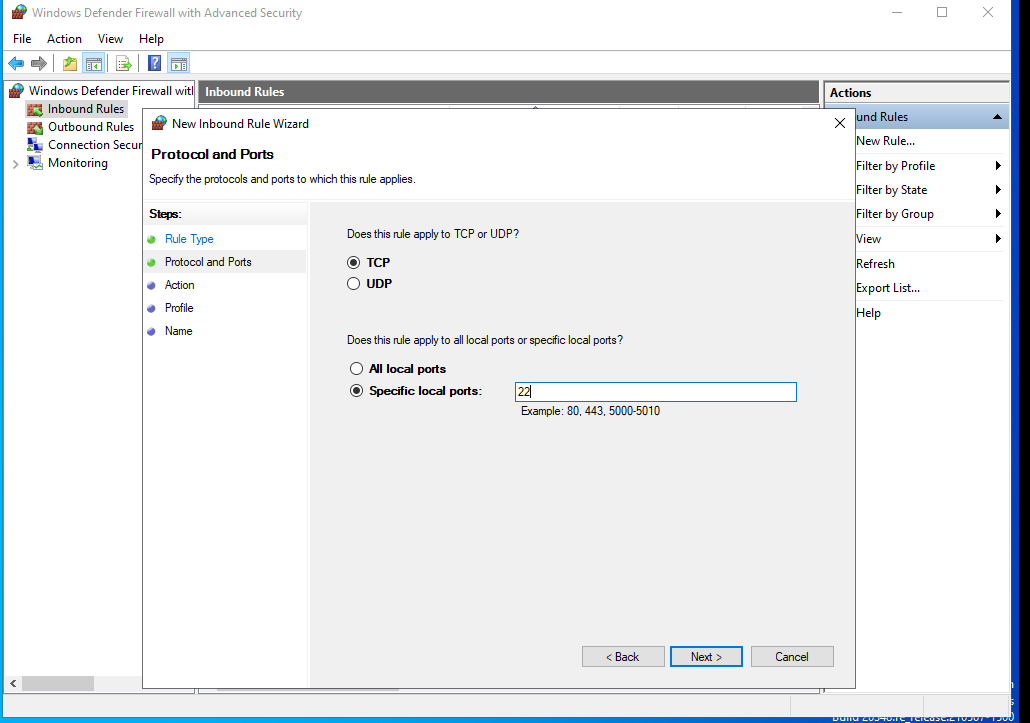 Windows Defender Firewall with Advanced Security
File Action View Help
Windows Defender Firewall witl
Inbound Rules
Outbound Rules
Connection Secur
Monitoring
Inbound Rules
New Inbound Rule Wizard
Protocol and Ports
Specify the protocols and ports to which this rule applies.
Steps:
Rule Type
Protocol and Ports
Action
Profile
Name
Does this rule apply to TCP or UDP?
TCP
UDP
Does this rule apply to all local ports or specific local ports?
All local ports
Specific local ports: 22
Example: 80, 443, 5000-5010
< Back Next > Cancel
Actions
und Rules
New Rule...
Filter by Profile
Filter by State
Filter by Group
View
Refresh
Export List...
Help